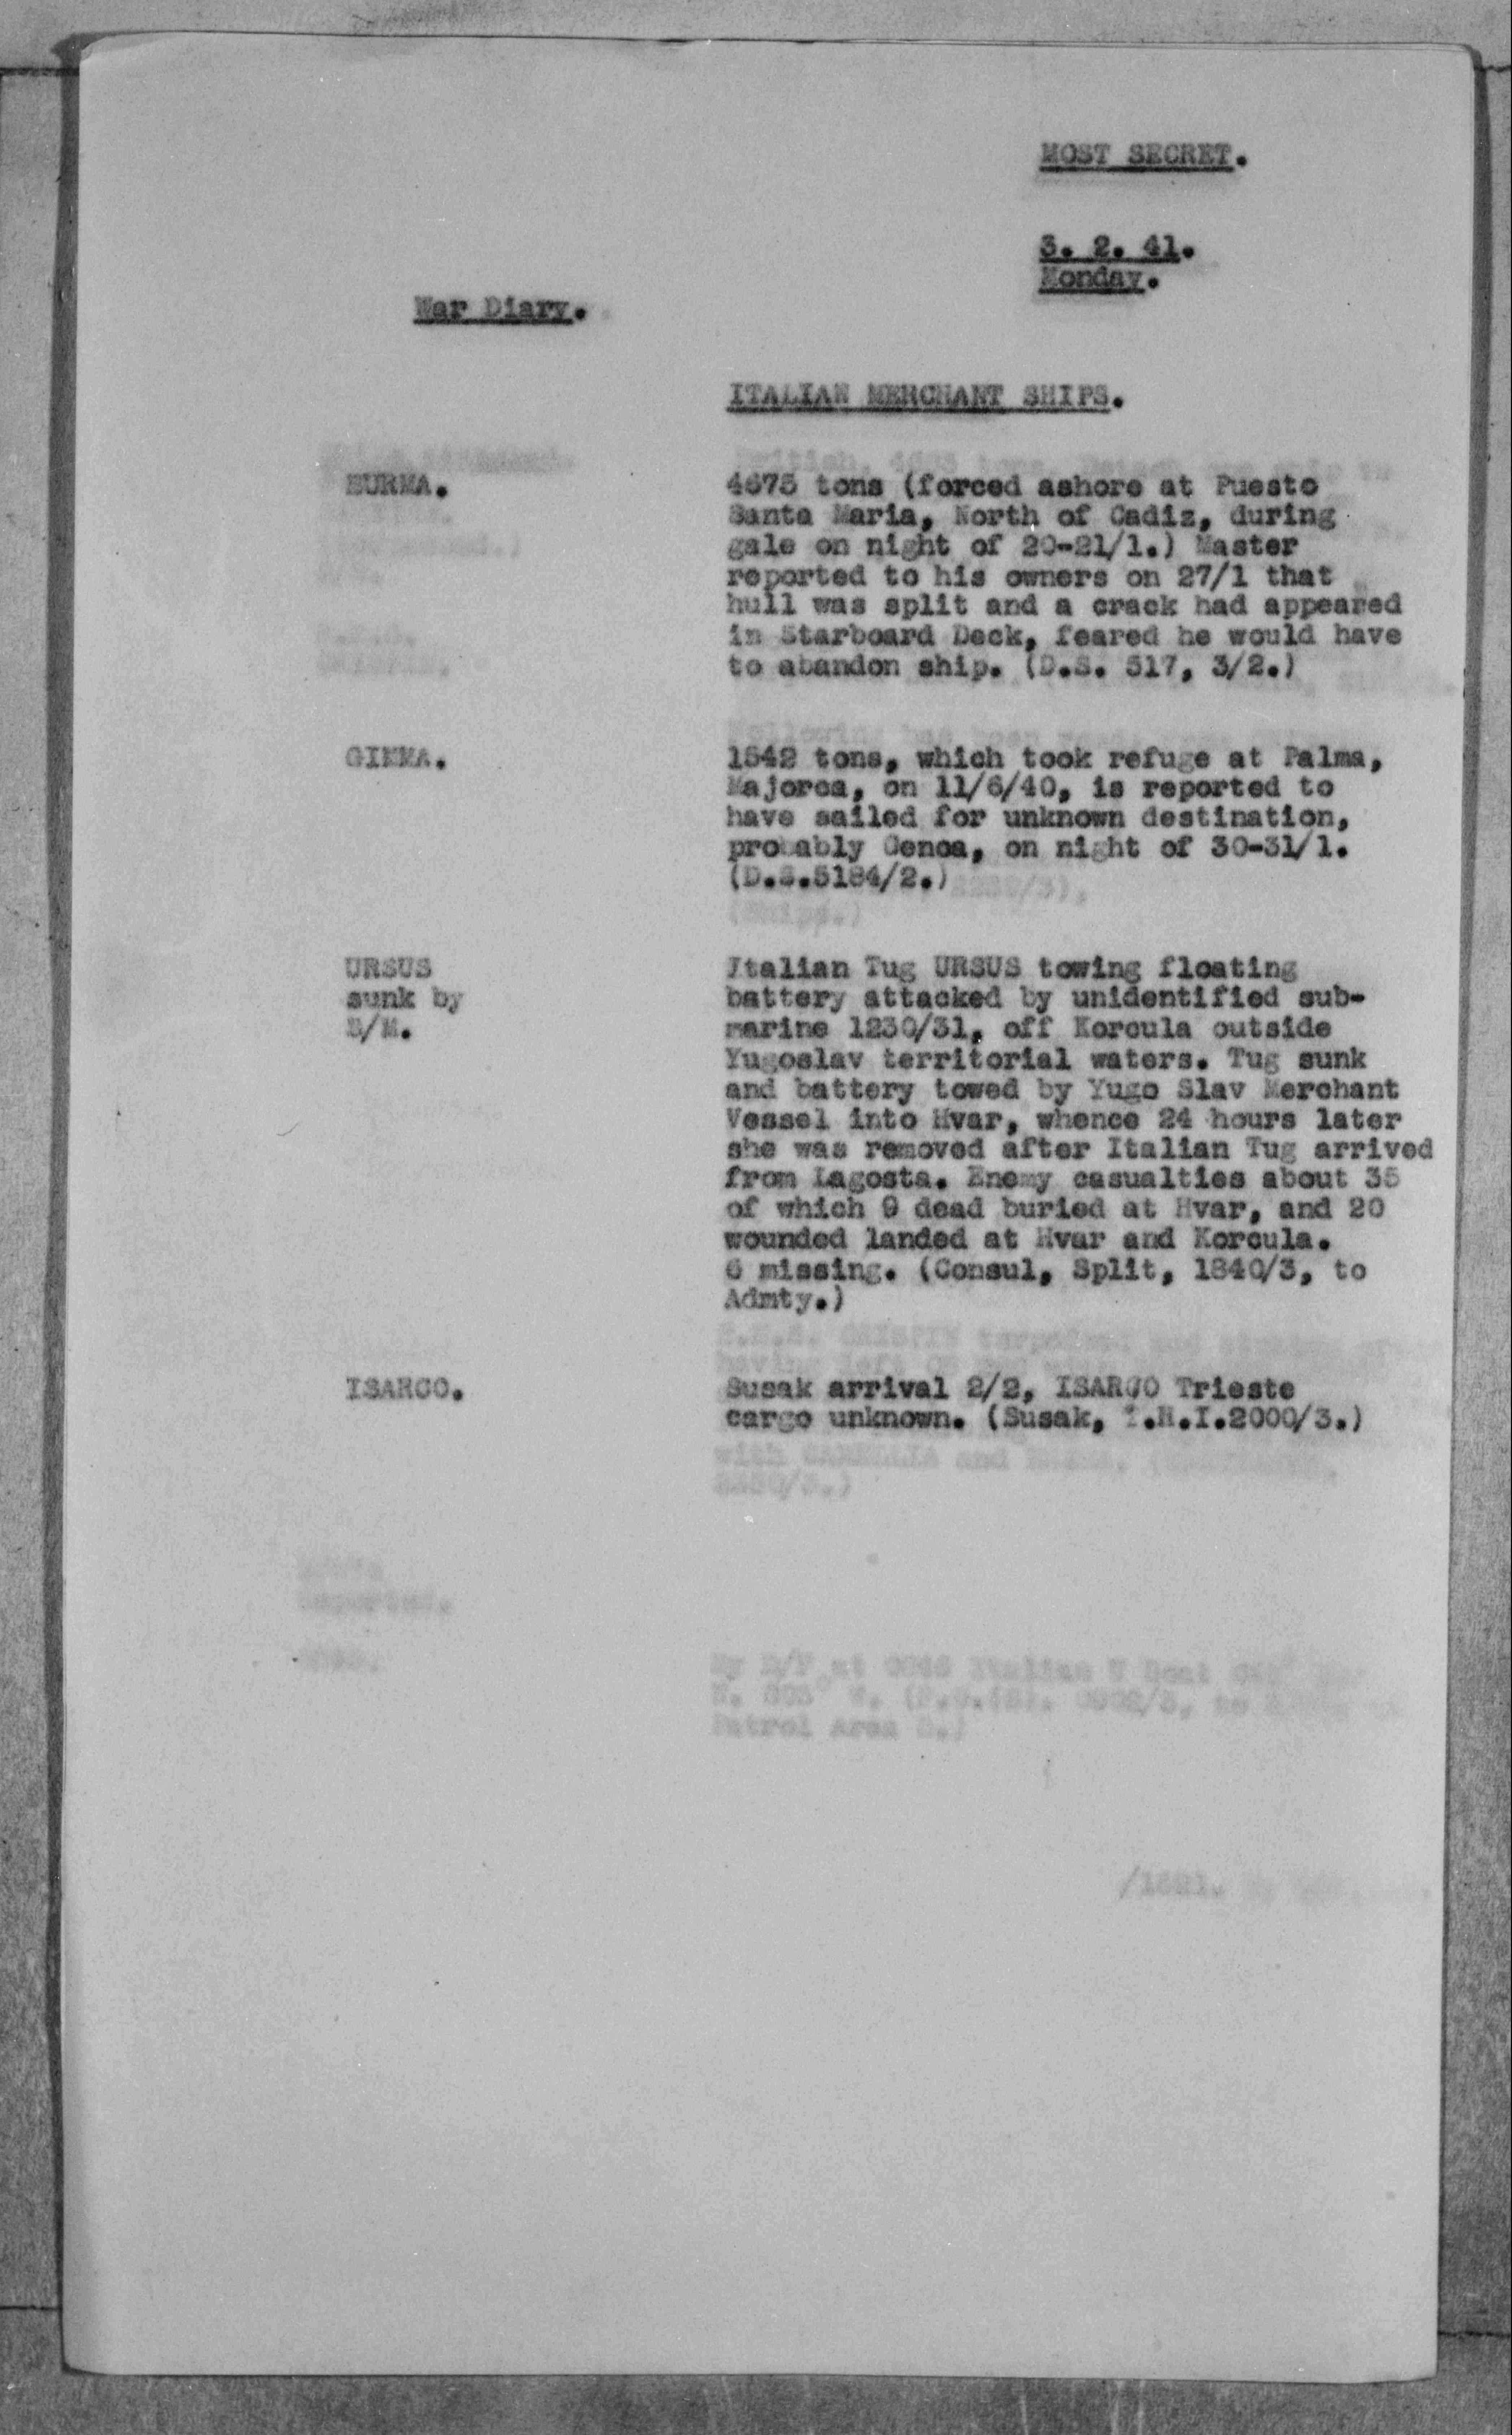 MOST SECRET.
3. 2. 41.
Monday.
War Diary.
ITALIAN MERCHANT SHIPS.
BURMA.
4675 tons (forced ashore at Puesto
Santa Maria, North of Cadiz, during
gale on night of 20-21/1.) Master
reported to his owners on 27/1 that
hull was split and a crack had appeared
in Starboard Deck, feared he would have
to abandon ship. (D.S. 517, 3/2.)
GIMMA.
1542 tons, which took refuge at Palma,
Majorca, on 11/6/40, is reported to
have sailed for unknown destination,
probably Genoa, on night of 30-31/1.
(D.S.5184/2.)
URSUS
sunk by
S/M.
Italian Tug URSUS towing floating
battery attacked by unidentified sub-
marine 1230/31, off Korcula outside
Yugoslav territorial waters. Tug sunk
and battery towed by Yugo Slav Merchant
Vessel into Hvar, whence 24 hours later
she was removed after Italian Tug arrived
from Lagosta. Enemy casualties about 35
of which 9 dead buried at Hvar, and 20
wounded landed at Hvar and Korcula.
6 missing. (Consul, Split, 1840/3, to
Admty.)
ISARCO.
Susak arrival 2/2, ISARCO Trieste
cargo unknown. (Susak, 2000/3.)